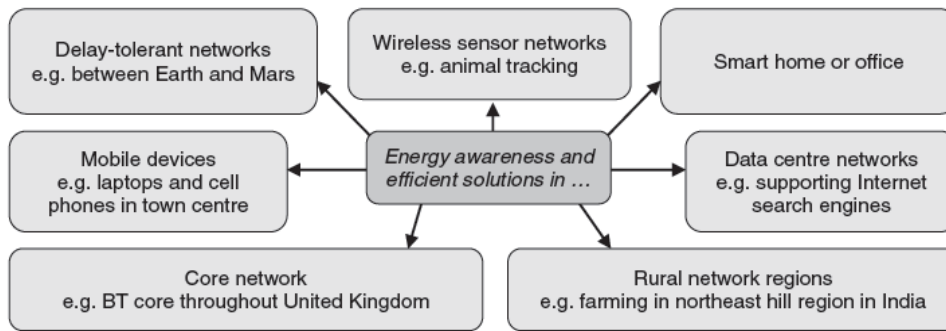 Delay-tolerant networks
e.g. between Earth and Mars
Wireless sensor networks
e.g. animal tracking
Smart home or office
Mobile devices
e.g. laptops and cell
phones in town centre
Energy awareness and
efficient solutions in ...
Data centre networks
e.g. supporting Internet
search engines
Core network
e.g. BT core throughout United Kingdom
Rural network regions
e.g. farming in northeast hill region in India